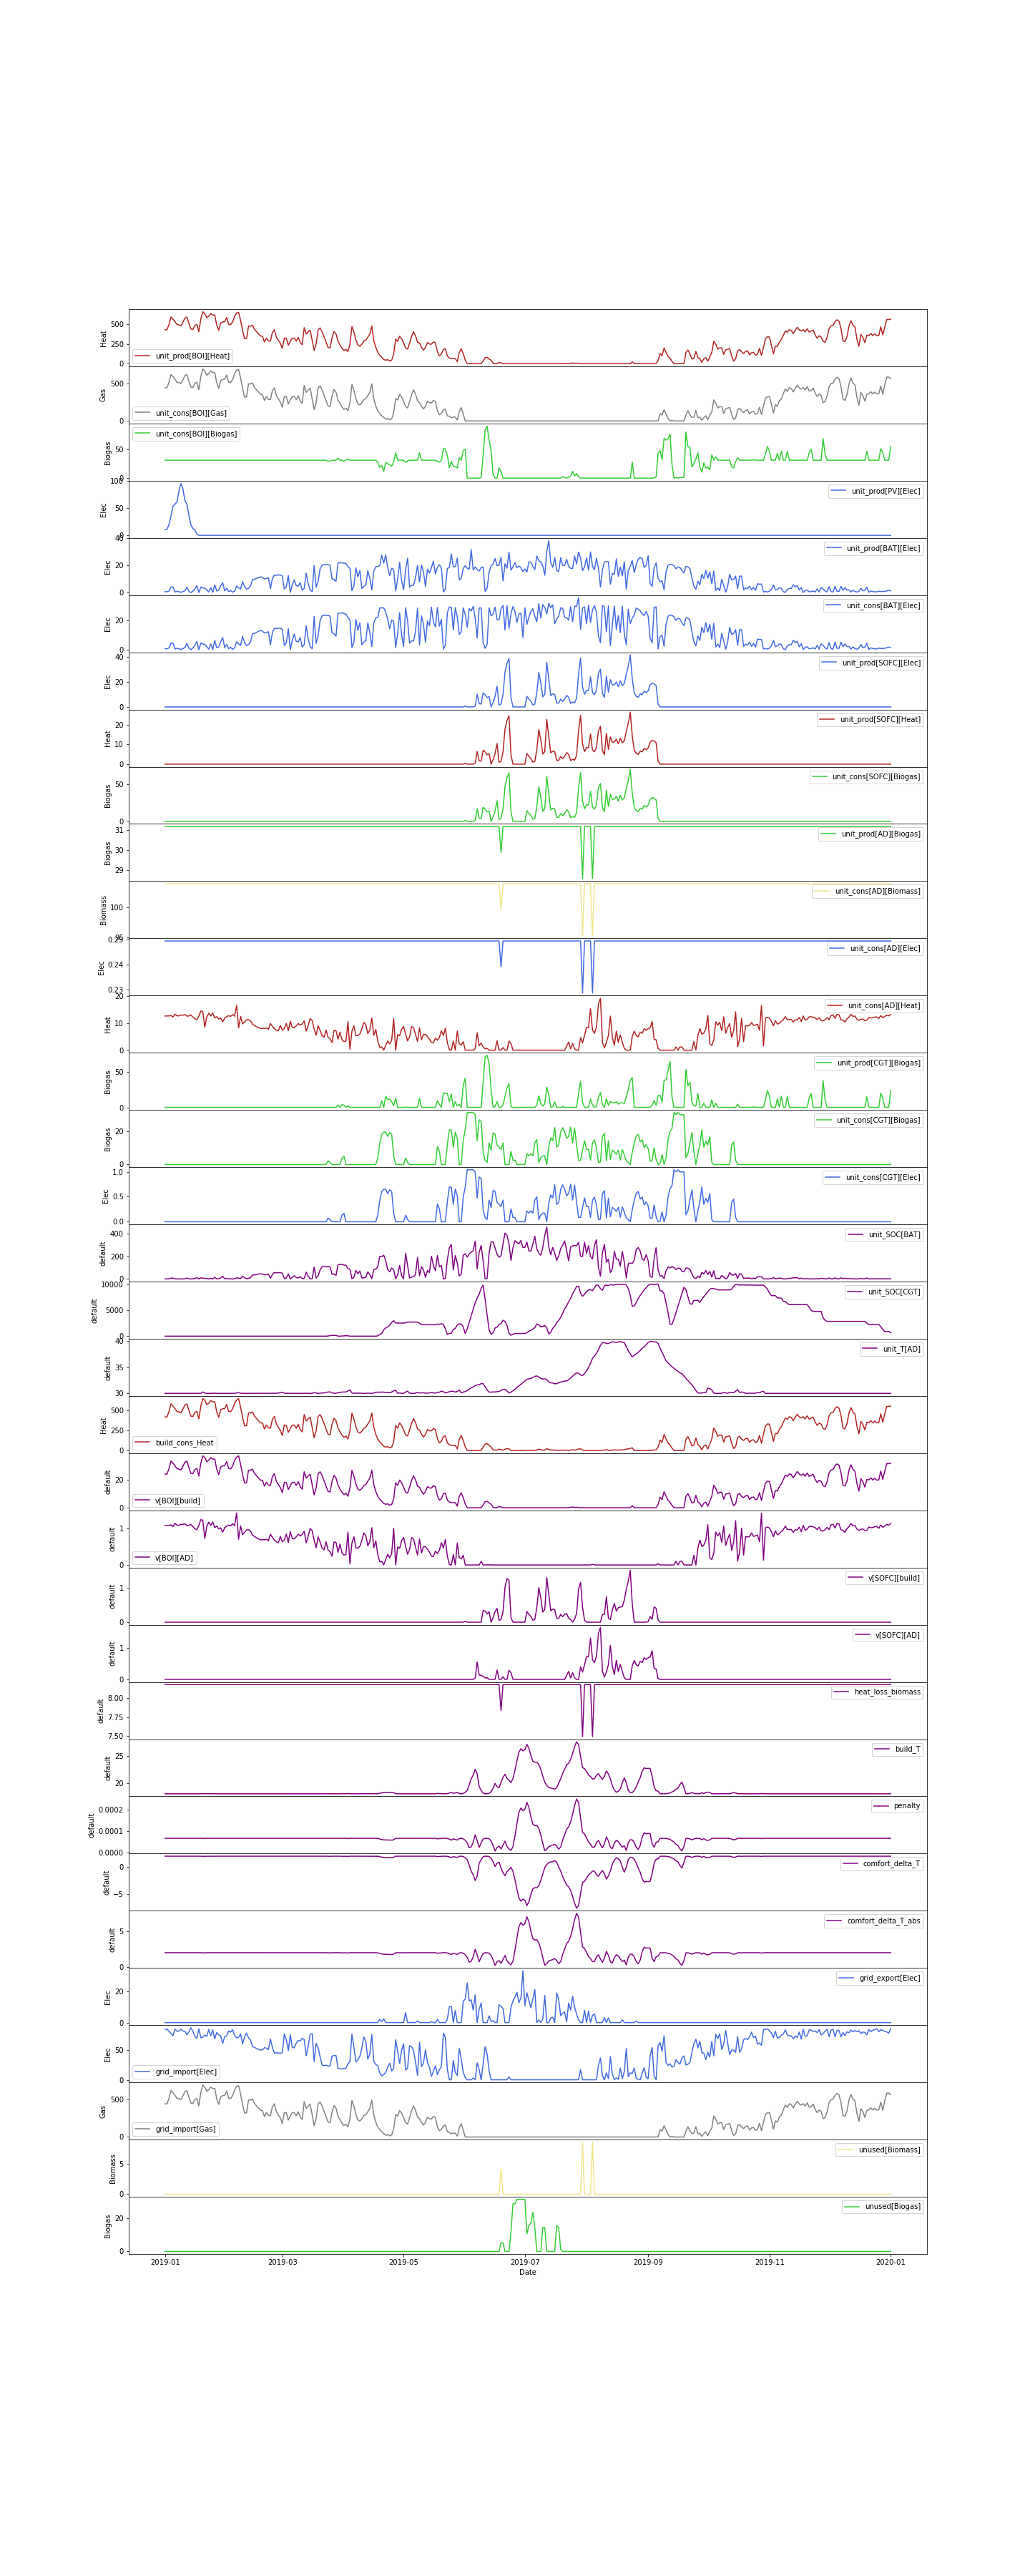 Heat
500
250
0
unit_prod[BOI][Heat]
Gas
500
0
unit_cons[BOI][Gas]
Biogas
50
0
unit_cons[BOI][Biogas]
Elec
100
50
0
unit_prod[PV][Elec]
Elec
40
20
0
unit_prod[BAT][Elec]
Elec
20
0
unit_cons[BAT][Elec]
Elec
40
20
0
unit_prod[SOFC][Elec]
Heat
20
10
0
unit_prod[SOFC][Heat]
Biogas
50
0
unit_cons[SOFC][Biogas]
Biogas
31
30
29
unit_prod[AD][Biogas]
Biomass
100
95
unit_cons[AD][Biomass]
Elec
0.25
0.24
0.23
unit_cons[AD][Elec]
Heat
20
10
0
unit_cons[AD][Heat]
Biogas
50
0
unit_prod[CGT][Biogas]
Biogas
20
0
unit_cons[CGT][Biogas]
Elec
1.0
0.5
0.0
unit_cons[CGT][Elec]
default
400
200
0
unit_SOC[BAT]
default
10000
5000
0
unit_SOC[CGT]
default
40
35
30
unit_T[AD]
Heat
500
250
0
build_cons_Heat
default
20
0
v[BOI][build]
default
1
0
v[BOI][AD]
default
1
0
v[SOFC][build]
default
1
0
v[SOFC][AD]
default
8.00
7.75
7.50
heat_loss_biomass
default
25
20
build_T
default
0.0002
0.0001
0.0000
penalty
default
0
−5
comfort_delta_T
default
5
0
comfort_delta_T_abs
Elec
20
0
grid_export[Elec]
Elec
50
0
grid_import[Elec]
Gas
500
0
grid_import[Gas]
Biomass
5
0
unused[Biomass]
Biogas
20
0
unused[Biogas]
2019-01 2019-03 2019-05 2019-07 2019-09 2019-11 2020-01
Date